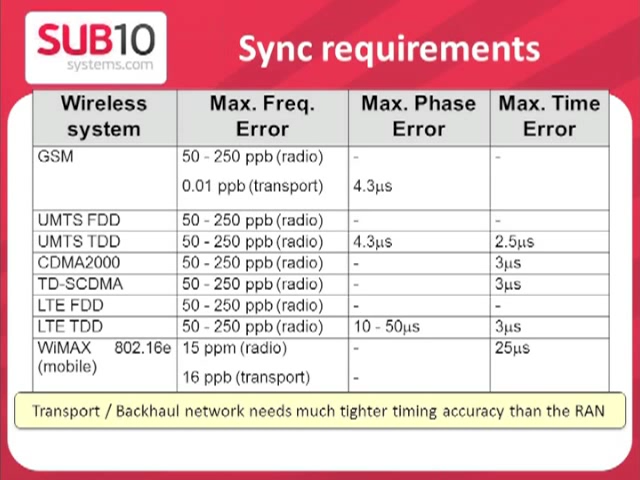 SUB10
systems.com
Sync requirements
Wireless system Max. Freq. Error Max. Phase Error Max. Time Error
GSM 50 - 250 ppb (radio) - -
0.01 ppb (transport) 4.3µs
UMTS FDD 50 - 250 ppb (radio) - -
UMTS TDD 50 - 250 ppb (radio) 4.3µs 2.5µs
CDMA2000 50 - 250 ppb (radio) - 3µs
TD-SCDMA 50 - 250 ppb (radio) - 3µs
LTE FDD 50 - 250 ppb (radio) - -
LTE TDD 50 - 250 ppb (radio) 10 - 50µs 3µs
WiMAX 802.16e (mobile) 15 ppm (radio) - 25µs
16 ppb (transport) -
Transport / Backhaul network needs much tighter timing accuracy than the RAN